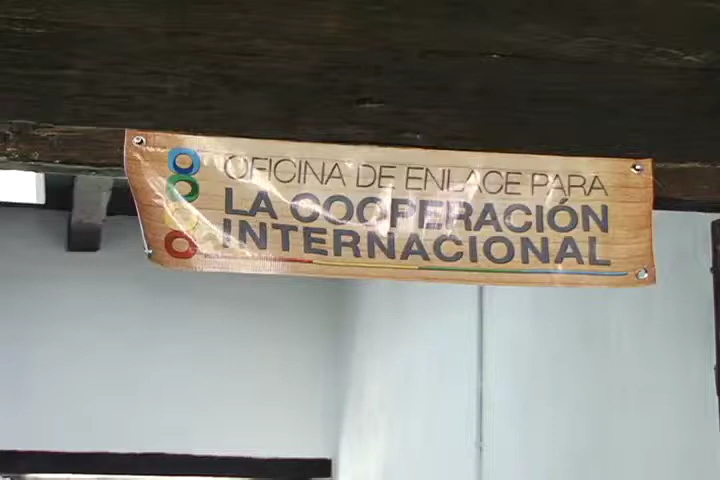 OFICINA DE ENLACE PARA
LA COOPERACIÓN
INTERNACIONAL